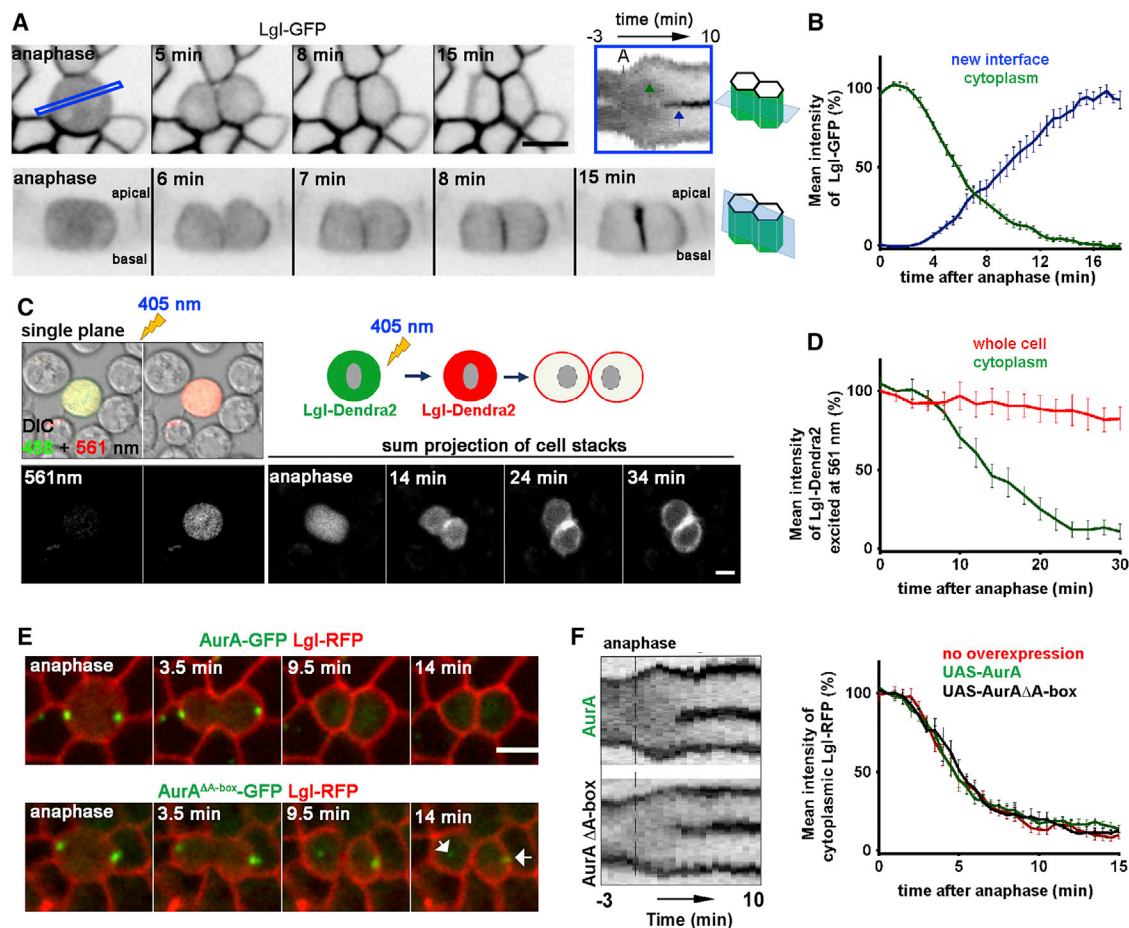 A
Lgl-GFP
anaphase
5 min
8 min
15 min
time (min)
-3
10
A
anaphase
6 min
7 min
8 min
15 min
apical
basal
apical
basal
B
new interface
cytoplasm
Mean intensity
of Lgl-GFP (%)
100
50
0
0 4 8 12 16
time after anaphase (min)
C
405 nm
single plane
DIC
488 + 561 nm
405 nm
Lgl-Dendra2
Lgl-Dendra2
sum projection of cell stacks
561nm
anaphase
14 min
24 min
34 min
D
whole cell
cytoplasm
Mean intensity
of Lgl-Dendra2
excited at 561 nm (%)
100
50
0
0 10 20 30
time after anaphase (min)
E
AurA-GFP Lgl-RFP
anaphase
3.5 min
9.5 min
14 min
AurAΔA-box-GFP Lgl-RFP
anaphase
3.5 min
9.5 min
14 min
F
anaphase
AurA
AurA ΔA-box
-3
10
Time (min)
no overexpression
UAS-AurA
UAS-AurAΔA-box
Mean intensity of
cytoplasmic Lgl-RFP (%)
100
50
0
0 5 10 15
time after anaphase (min)